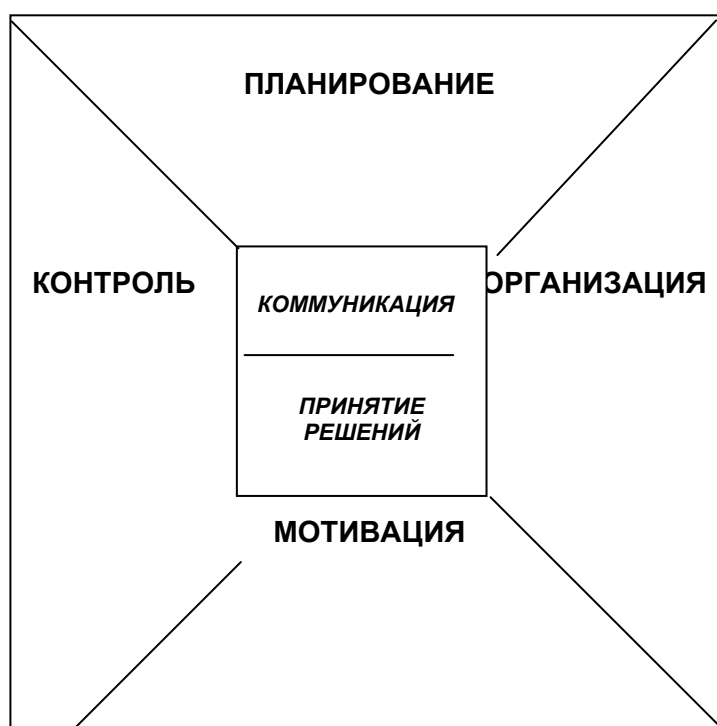 ПЛАНИРОВАНИЕ
КОНТРОЛЬ
КОММУНИКАЦИЯ
ОРГАНИЗАЦИЯ
ПРИНЯТИЕ
РЕШЕНИЙ
МОТИВАЦИЯ